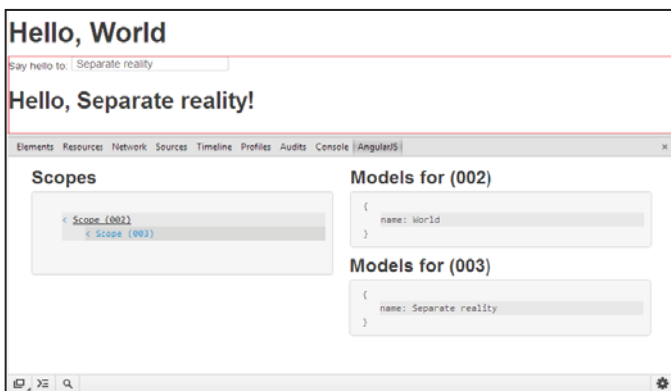 Hello, World
Say hello to: Separate reality
Hello, Separate reality!
Elements Resources Network Sources Timeline Profiles Audits Console AngularJS ×
Scopes
< Scope (002)
< Scope (003)
Models for (002)
{
name: World
}
Models for (003)
{
name: Separate reality
}